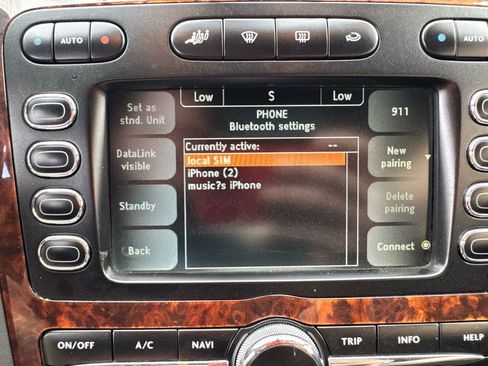 AUTO
AUTO
Low S Low
PHONE
Bluetooth settings
Set as
stnd. Unit
911
Currently active: --
local SIM
iPhone (2)
music?s iPhone
DataLink
visible
New
pairing
Standby
Delete
pairing
Back
Connect
ON/OFF A/C NAVI TRIP INFO HELP